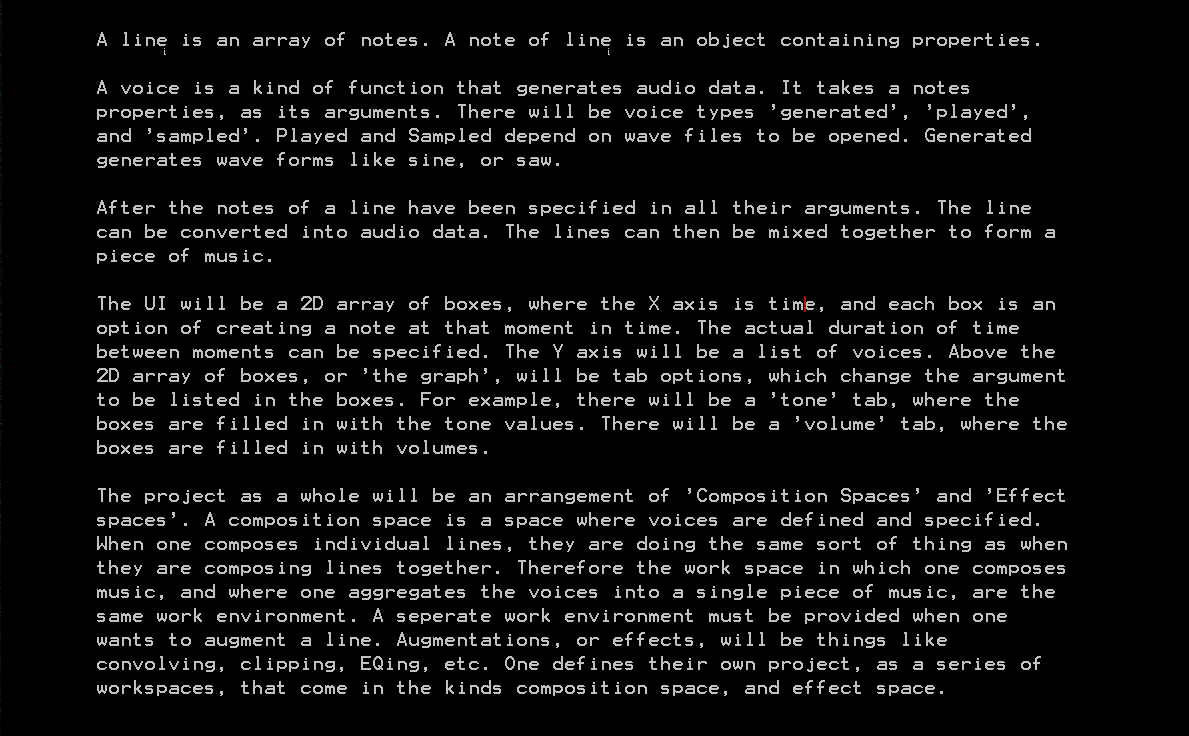 A line i is an array of notes. A note of line i is an object containing properties.
A voice is a kind of function that generates audio data. It takes a notes
properties, as its arguments. There will be voice types 'generated', 'played',
and 'sampled'. Played and Sampled depend on wave files to be opened. Generated
generates wave forms like sine, or saw.
After the notes of a line have been specified in all their arguments. The line
can be converted into audio data. The lines can then be mixed together to form a
piece of music.
The UI will be a 2D array of boxes, where the X axis is time, and each box is an
option of creating a note at that moment in time. The actual duration of time
between moments can be specified. The Y axis will be a list of voices. Above the
2D array of boxes, or 'the graph', will be tab options, which change the argument
to be listed in the boxes. For example, there will be a 'tone' tab, where the
boxes are filled in with the tone values. There will be a 'volume' tab, where the
boxes are filled in with volumes.
The project as a whole will be an arrangement of 'Composition Spaces' and 'Effect
spaces'. A composition space is a space where voices are defined and specified.
When one composes individual lines, they are doing the same sort of thing as when
they are composing lines together. Therefore the work space in which one composes
music, and where one aggregates the voices into a single piece of music, are the
same work environment. A seperate work environment must be provided when one
wants to augment a line. Augmentations, or effects, will be things like
convolving, clipping, EQing, etc. One defines their own project, as a series of
workspaces, that come in the kinds composition space, and effect space.